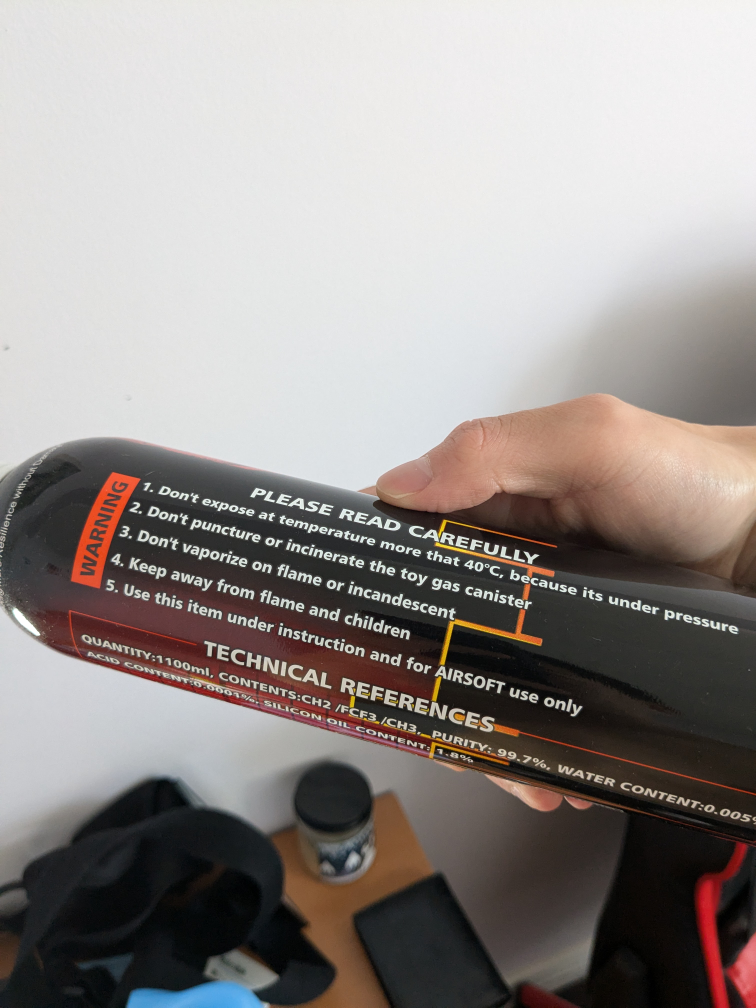 Resilience without
WARNING
PLEASE READ CAREFULLY
1. Don't expose at temperature more that 40°C, because its under pressure
2. Don't puncture or incinerate the toy gas canister
3. Don't vaporize on flame or incandescent
4. Keep away from flame and children
5. Use this item under instruction and for AIRSOFT use only
TECHNICAL REFERENCES
QUANTITY:1100ml, CONTENTS:CH2 /FCF3 /CH3, PURITY: 99.7%, WATER CONTENT:0.005%
ACID CONTENT:0.0001%, SILICON OIL CONTENT: 1.8%